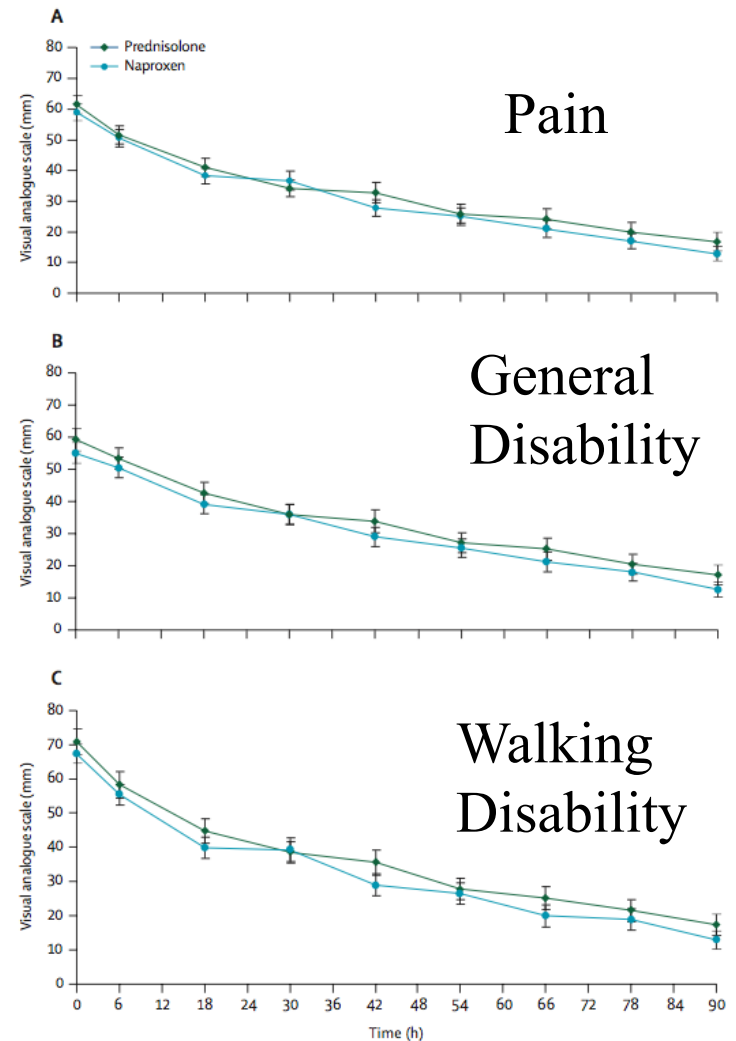 A
Prednisolone
Naproxen
Pain
Visual analogue scale (mm)
80
70
60
50
40
30
20
10
0
B
General
Disability
Visual analogue scale (mm)
80
70
60
50
40
30
20
10
0
C
Walking
Disability
Visual analogue scale (mm)
80
70
60
50
40
30
20
10
0
0 6 18 24 30 36 42 48 54 60 66 72 78 84 90
Time (h)